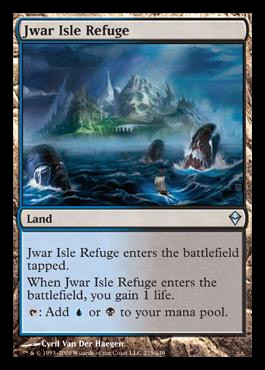 Jwar Isle Refuge
Land
Jwar Isle Refuge enters the battlefield
tapped.
When Jwar Isle Refuge enters the
battlefield, you gain 1 life.
: Add or to your mana pool.
Cyril Van Der Haegen
™ & © 1993-2009 Wizards of the Coast LLC 215/249